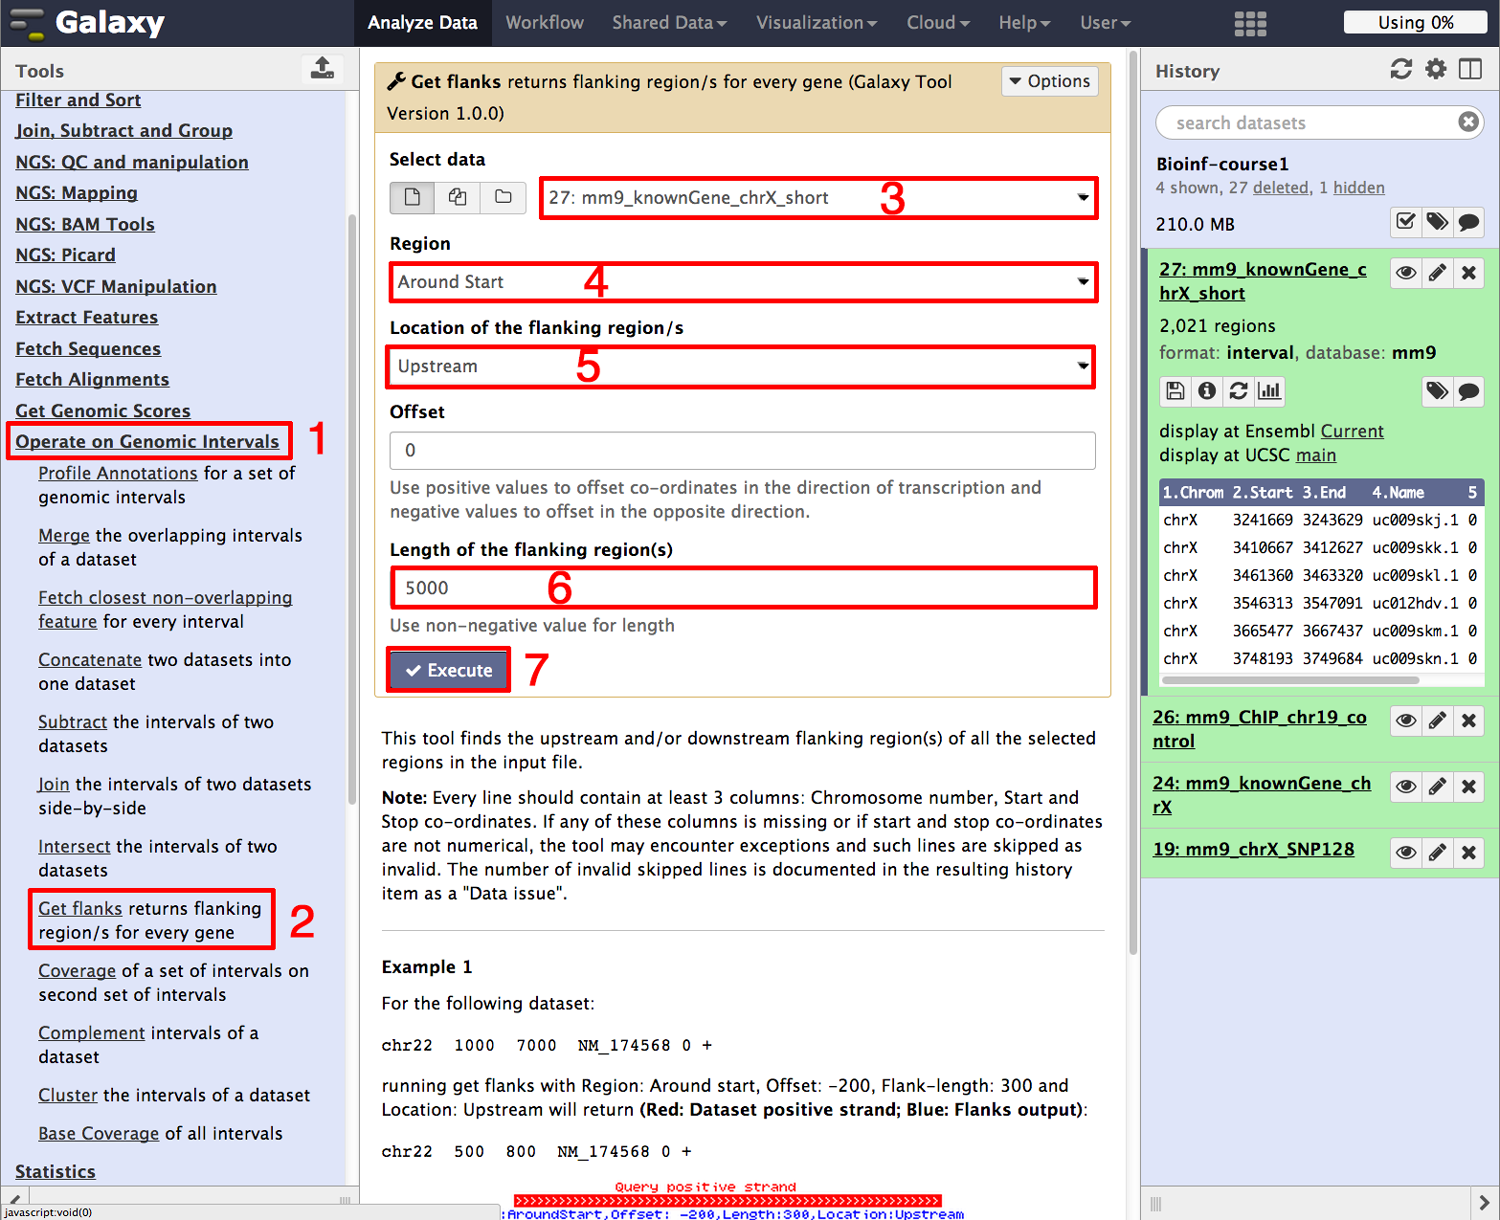 Galaxy
Analyze Data Workflow Shared Data Visualization Cloud Help User
Using 0%
Tools
Filter and Sort
Join, Subtract and Group
NGS: QC and manipulation
NGS: Mapping
NGS: BAM Tools
NGS: Picard
NGS: VCF Manipulation
Extract Features
Fetch Sequences
Fetch Alignments
Get Genomic Scores
Operate on Genomic Intervals 1
Profile Annotations for a set of
genomic intervals
Merge the overlapping intervals
of a dataset
Fetch closest non-overlapping
feature for every interval
Concatenate two datasets into
one dataset
Subtract the intervals of two
datasets
Join the intervals of two datasets
side-by-side
Intersect the intervals of two
datasets
Get flanks returns flanking
region/s for every gene
2
Coverage of a set of intervals on
second set of intervals
Complement intervals of a
dataset
Cluster the intervals of a dataset
Base Coverage of all intervals
Statistics
javascript:void(0)
Get flanks returns flanking region/s for every gene (Galaxy Tool
Version 1.0.0)
Options
Select data
27: mm9_knownGene_chrX_short 3
Region
Around Start 4
Location of the flanking region/s
Upstream 5
Offset
0
Use positive values to offset co-ordinates in the direction of transcription and
negative values to offset in the opposite direction.
Length of the flanking region(s)
5000 6
Use non-negative value for length
Execute 7
This tool finds the upstream and/or downstream flanking region(s) of all the selected
regions in the input file.
Note: Every line should contain at least 3 columns: Chromosome number, Start and
Stop co-ordinates. If any of these columns is missing or if start and stop co-ordinates
are not numerical, the tool may encounter exceptions and such lines are skipped as
invalid. The number of invalid skipped lines is documented in the resulting history
item as a "Data issue".
Example 1
For the following dataset:
chr22 1000 7000 NM_174568 0 +
running get flanks with Region: Around start, Offset: -200, Flank-length: 300 and
Location: Upstream will return (Red: Dataset positive strand; Blue: Flanks output):
chr22 500 800 NM_174568 0 +
Query positive strand
>>>>>>>>>>>>>>>>>>>>>>>>>>>>>>>>>>>>>>>>>>>>>>>>>>>>>>>>>>>>>>>>>>>>>>>
:AroundStart,Offset: -200,Length:300,Location:Upstream
History
search datasets
Bioinf-course1
4 shown, 27 deleted, 1 hidden
210.0 MB
27: mm9_knownGene_c
hrX_short
2,021 regions
format: interval, database: mm9
display at Ensembl Current
display at UCSC main
1.Chrom 2.Start 3.End 4.Name 5
chrX 3241669 3243629 uc009skj.1 0
chrX 3410667 3412627 uc009skk.1 0
chrX 3461360 3463320 uc009skl.1 0
chrX 3546313 3547091 uc012hdv.1 0
chrX 3665477 3667437 uc009skm.1 0
chrX 3748193 3749684 uc009skn.1 0
26: mm9_ChIP_chr19_co
ntrol
24: mm9_knownGene_ch
rX
19: mm9_chrX_SNP128